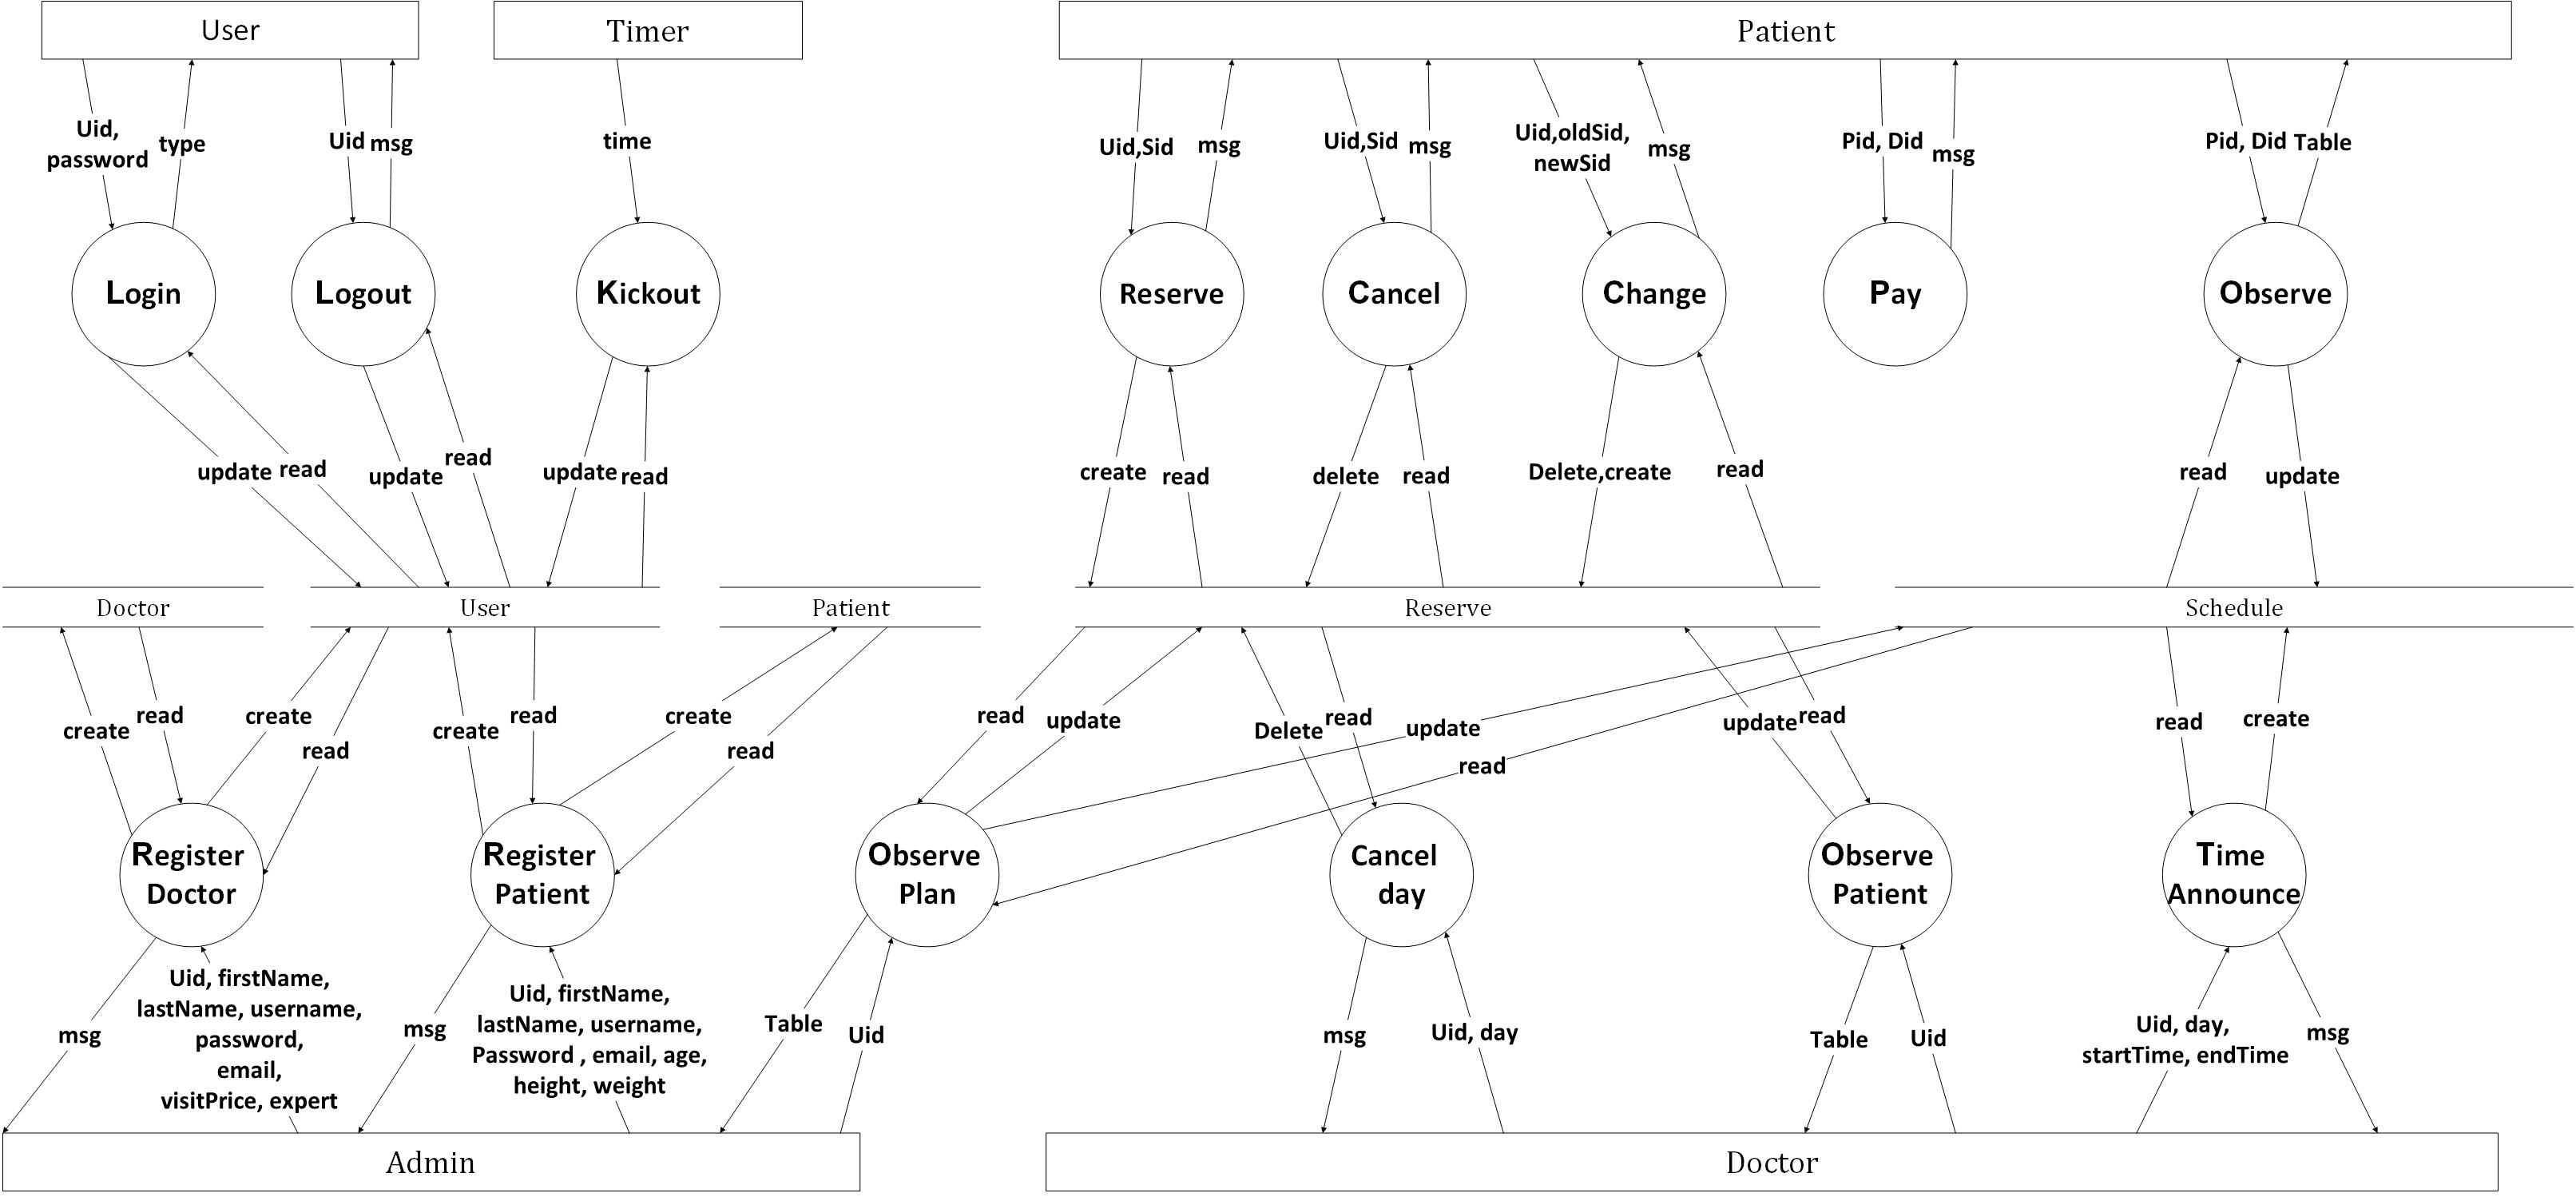 User
Timer
Patient
Uid,
password
type
Uid
msg
time
Uid,Sid
msg
Uid,Sid
msg
Uid,oldSid,
newSid
msg
Pid, Did
msg
Pid, Did
Table
Login
Logout
Kickout
Reserve
Cancel
Change
Pay
Observe
update
read
update
read
update
read
create
read
delete
read
Delete,create
read
read
update
Doctor
User
Patient
Reserve
Schedule
create
read
create
read
create
read
create
read
read
update
Delete
read
update
read
update
read
read
create
Register
Doctor
Register
Patient
Observe
Plan
Cancel
day
Observe
Patient
Time
Announce
msg
Uid, firstName,
lastName, username,
password,
email,
visitPrice, expert
msg
Uid, firstName,
lastName, username,
Password , email, age,
height, weight
Table
Uid
msg
Uid, day
Table
Uid
Uid, day,
startTime, endTime
msg
Admin
Doctor